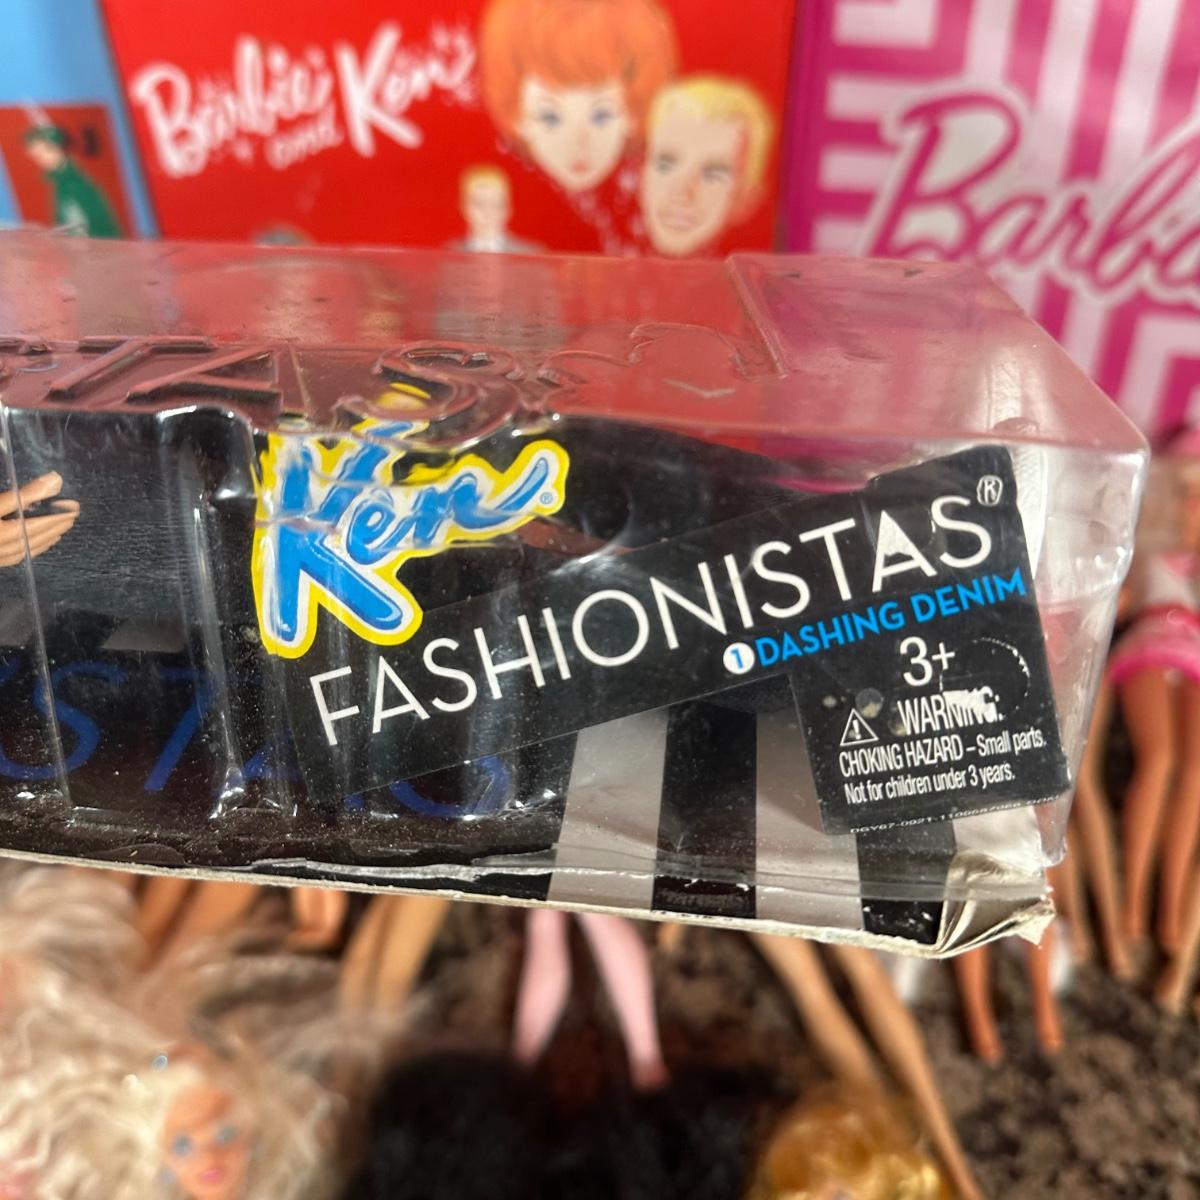 Barbie and Ken
Barbie
TAS
Ken®
FASHIONISTAS®
1 DASHING DENIM
3+
WARNING:
CHOKING HAZARD – Small parts.
Not for children under 3 years.